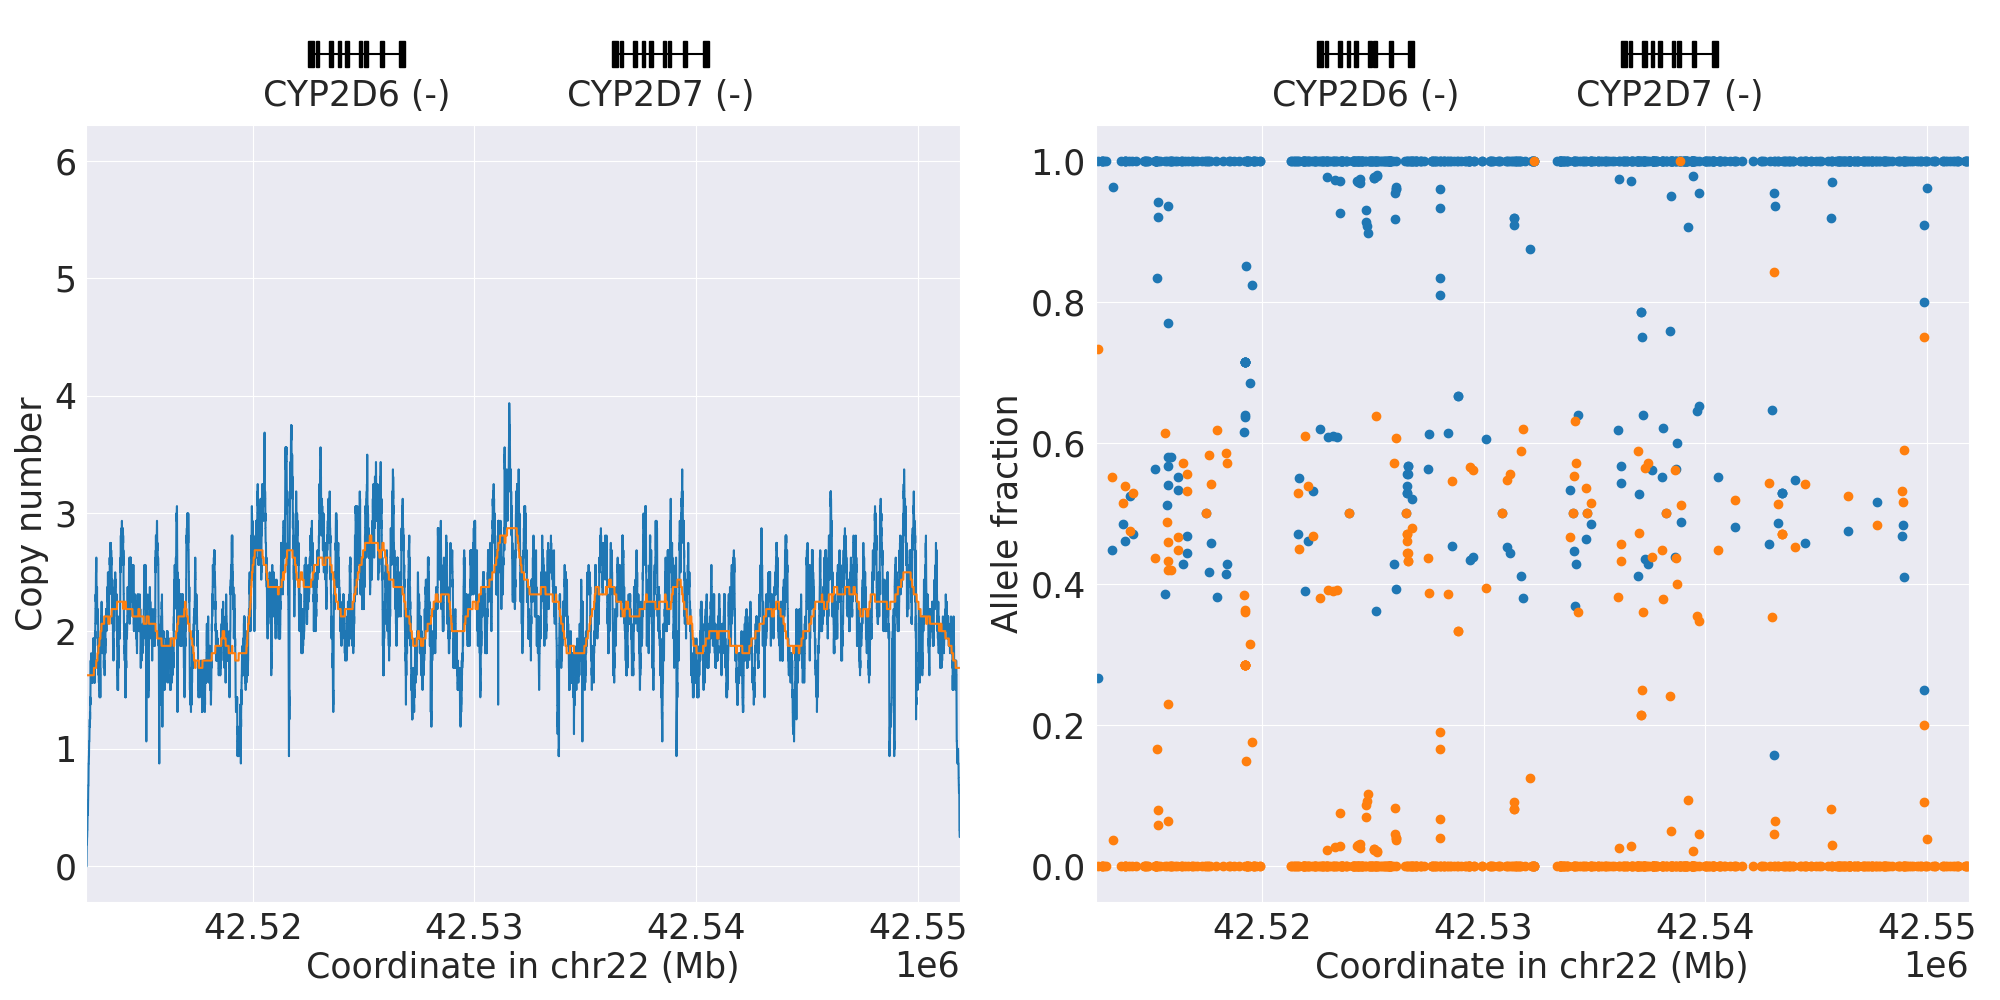 CYP2D6 (-) CYP2D7 (-)
Copy number
6
5
4
3
2
1
0
42.52 42.53 42.54 42.55
Coordinate in chr22 (Mb)
1e6
CYP2D6 (-) CYP2D7 (-)
Allele fraction
1.0
0.8
0.6
0.4
0.2
0.0
42.52 42.53 42.54 42.55
Coordinate in chr22 (Mb)
1e6